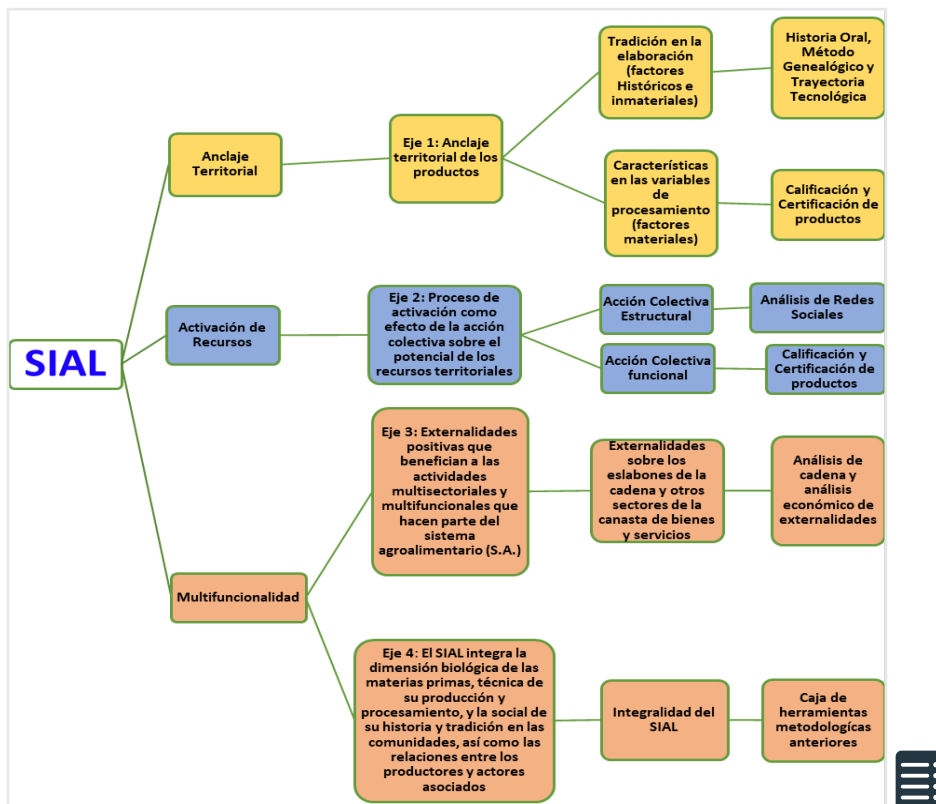 SIAL
Anclaje
Territorial
Eje 1: Anclaje
territorial de los
productos
Tradición en la
elaboración
(factores
Históricos e
inmateriales)
Historia Oral,
Método
Genealógico y
Trayectoria
Tecnológica
Características
en las variables
de
procesamiento
(factores
materiales)
Calificación y
Certificación de
productos
Activación de
Recursos
Eje 2: Proceso de
activación como
efecto de la acción
colectiva sobre el
potencial de los
recursos territoriales
Acción Colectiva
Estructural
Análisis de Redes
Sociales
Acción Colectiva
funcional
Calificación y
Certificación de
productos
Multifuncionalidad
Eje 3: Externalidades
positivas que
benefician a las
actividades
multisectoriales y
multifuncionales que
hacen parte del
sistema
agroalimentario (S.A.)
Externalidades
sobre los
eslabones de la
cadena y otros
sectores de la
canasta de bienes
y servicios
Análisis de
cadena y
análisis
económico de
externalidades
Eje 4: El SIAL integra la
dimensión biológica de las
materias primas, técnica de
su producción y
procesamiento, y la social de
su historia y tradición en las
comunidades, así como las
relaciones entre los
productores y actores
asociados
Integralidad del
SIAL
Caja de
herramientas
metodologícas
anteriores